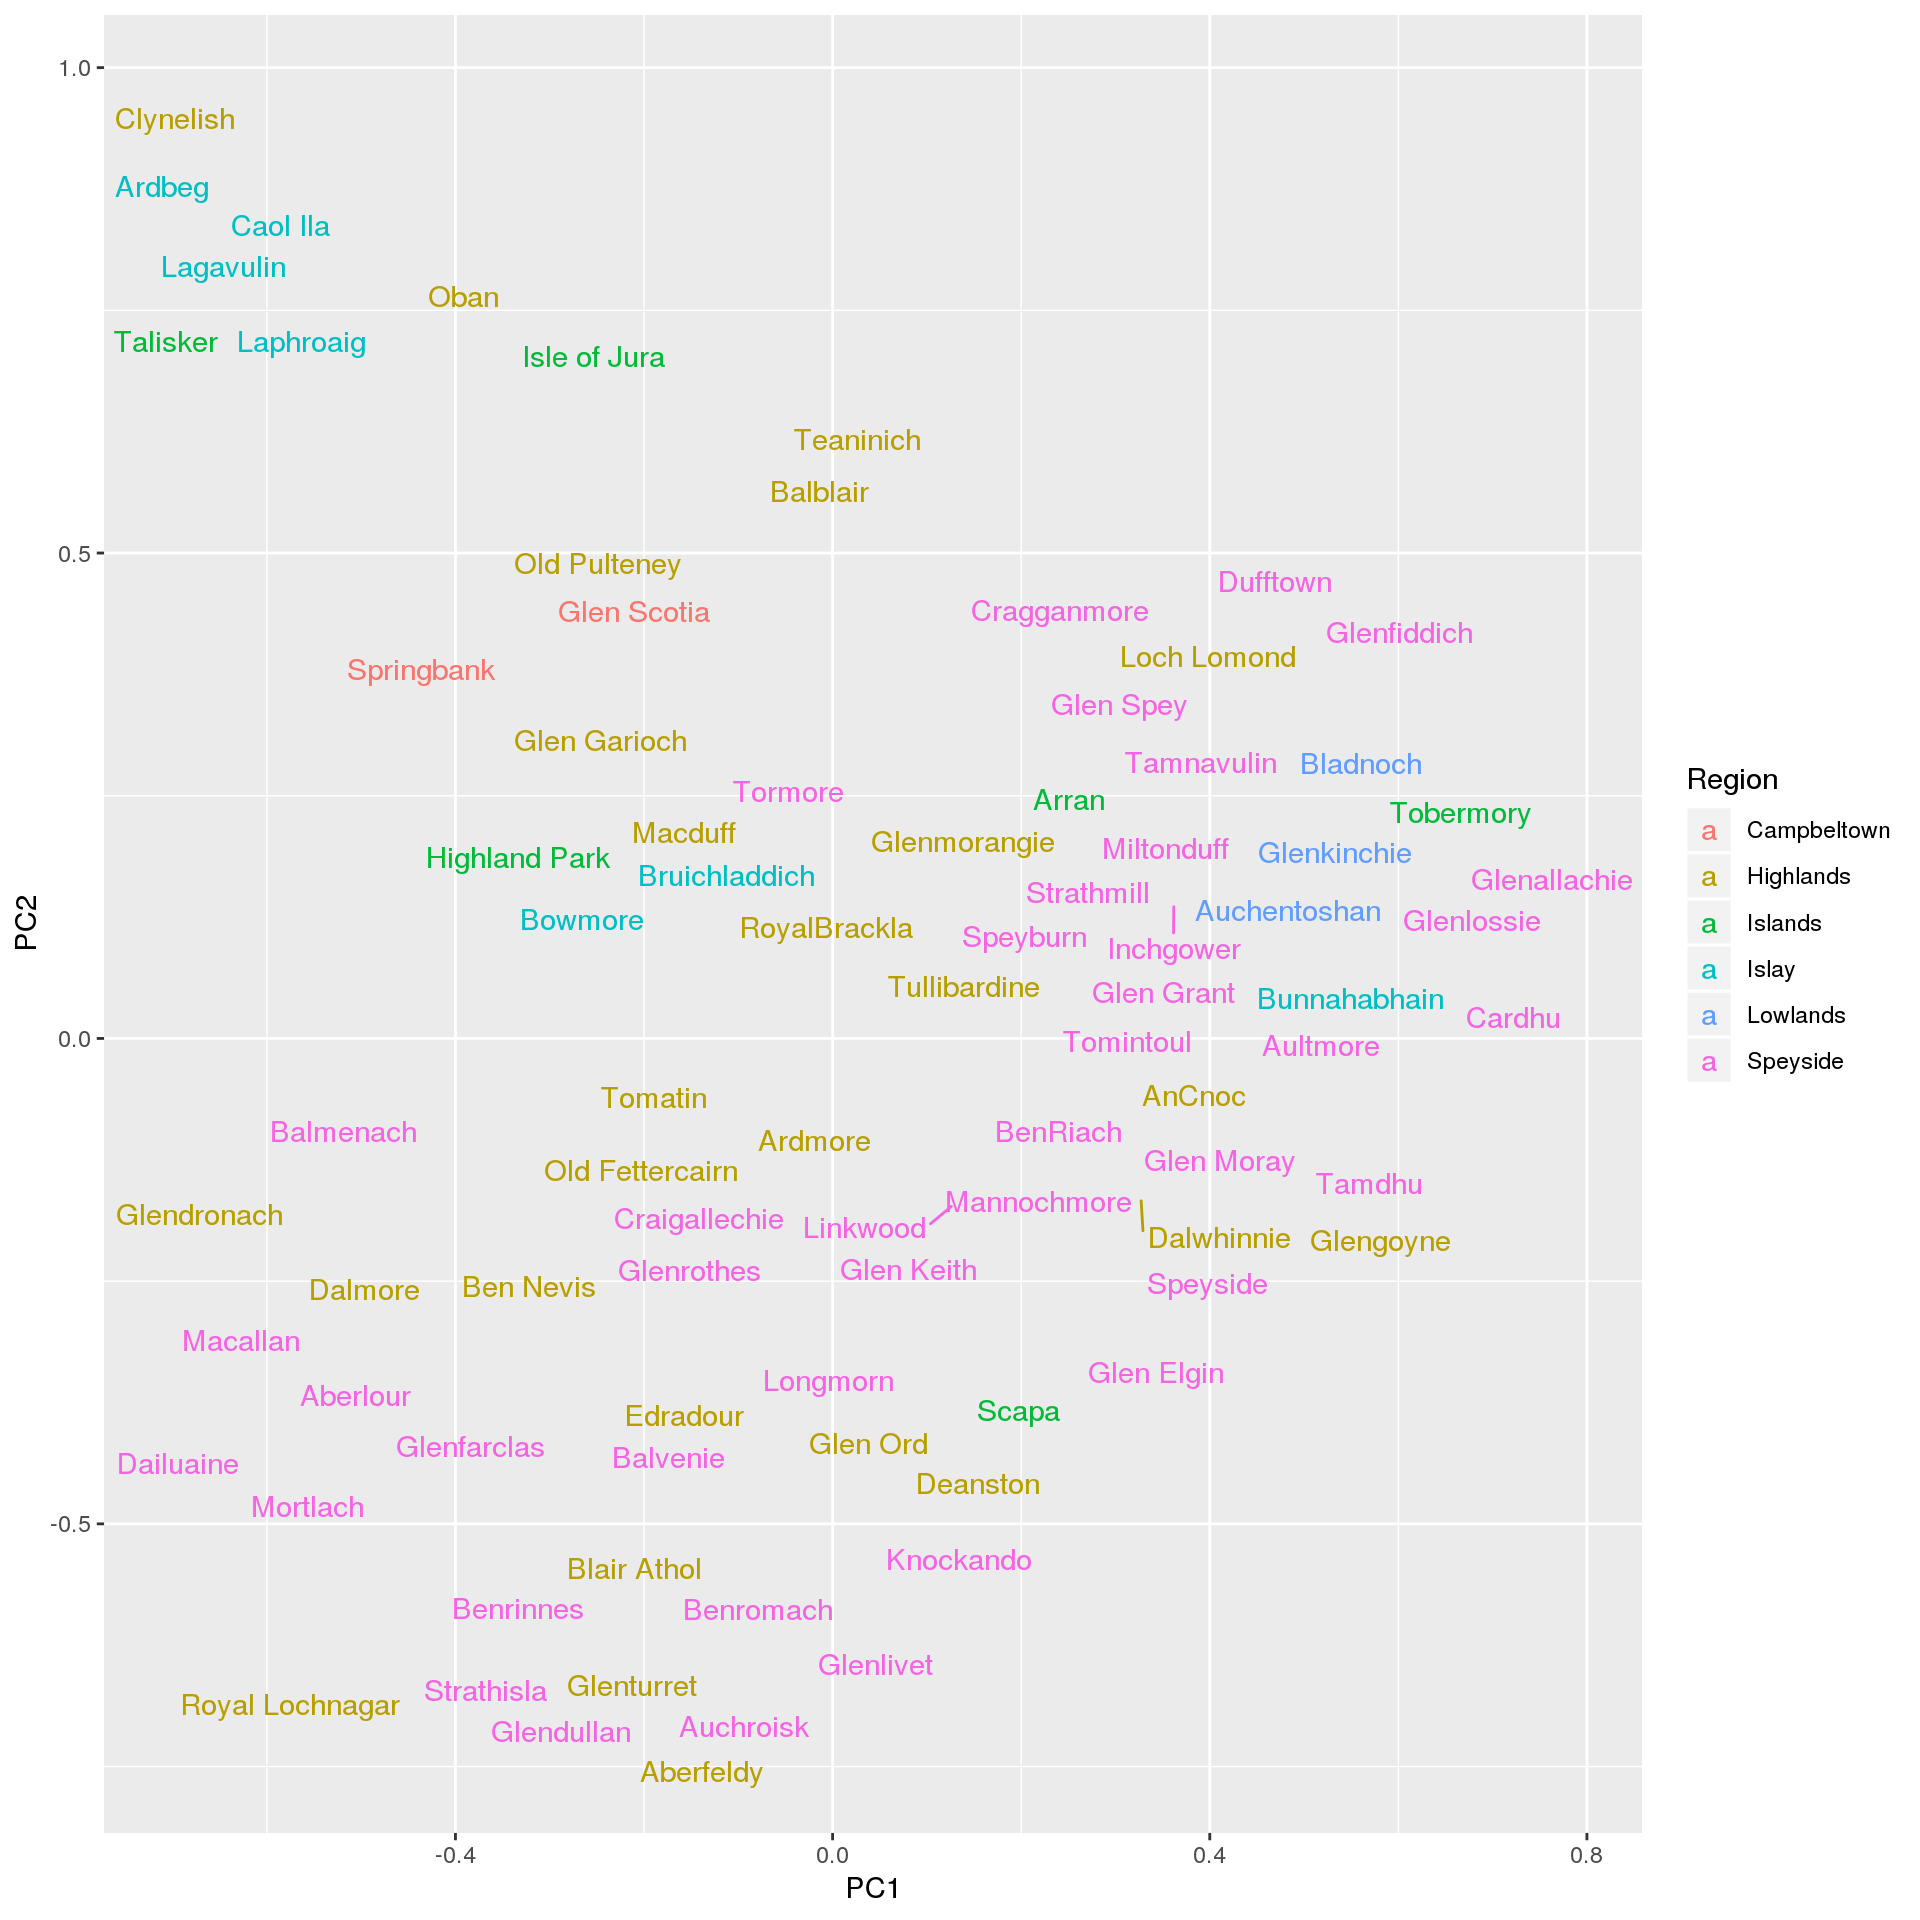 1.0
Clynelish
Ardbeg
Caol Ila
Lagavulin
Oban
Talisker Laphroaig
Isle of Jura
Teaninich
Balblair
0.5
Old Pulteney
Dufftown
Glen Scotia
Cragganmore
Glenfiddich
Loch Lomond
Springbank
Glen Spey
Glen Garioch
Tamnavulin
Bladnoch
Tormore
Arran
Tobermory
Macduff
Glenmorangie
Miltonduff
Glenkinchie
Highland Park
Bruichladdich
Glenallachie
Strathmill
Auchentoshan
Bowmore
Glenlossie
RoyalBrackla
Speyburn
Inchgower
Tullibardine
Glen Grant
Bunnahabhain
Cardhu
0.0
Tomintoul
Aultmore
Tomatin
AnCnoc
Balmenach
BenRiach
Ardmore
Glen Moray
Old Fettercairn
Tamdhu
Mannochmore
Glendronach
Craigallechie
Linkwood
Dalwhinnie
Glengoyne
Glenrothes
Glen Keith
Speyside
Ben Nevis
Dalmore
Macallan
Glen Elgin
Longmorn
Aberlour
Scapa
Edradour
Glen Ord
Glenfarclas
Balvenie
Dailuaine
Deanston
Mortlach
-0.5
Knockando
Blair Athol
Benrinnes
Benromach
Glenlivet
Glenturret
Strathisla
Royal Lochnagar
Auchroisk
Glendullan
Aberfeldy
-0.4
0.0
0.4
0.8
PC1
PC2
Region
a Campbeltown
a Highlands
a Islands
a Islay
a Lowlands
a Speyside